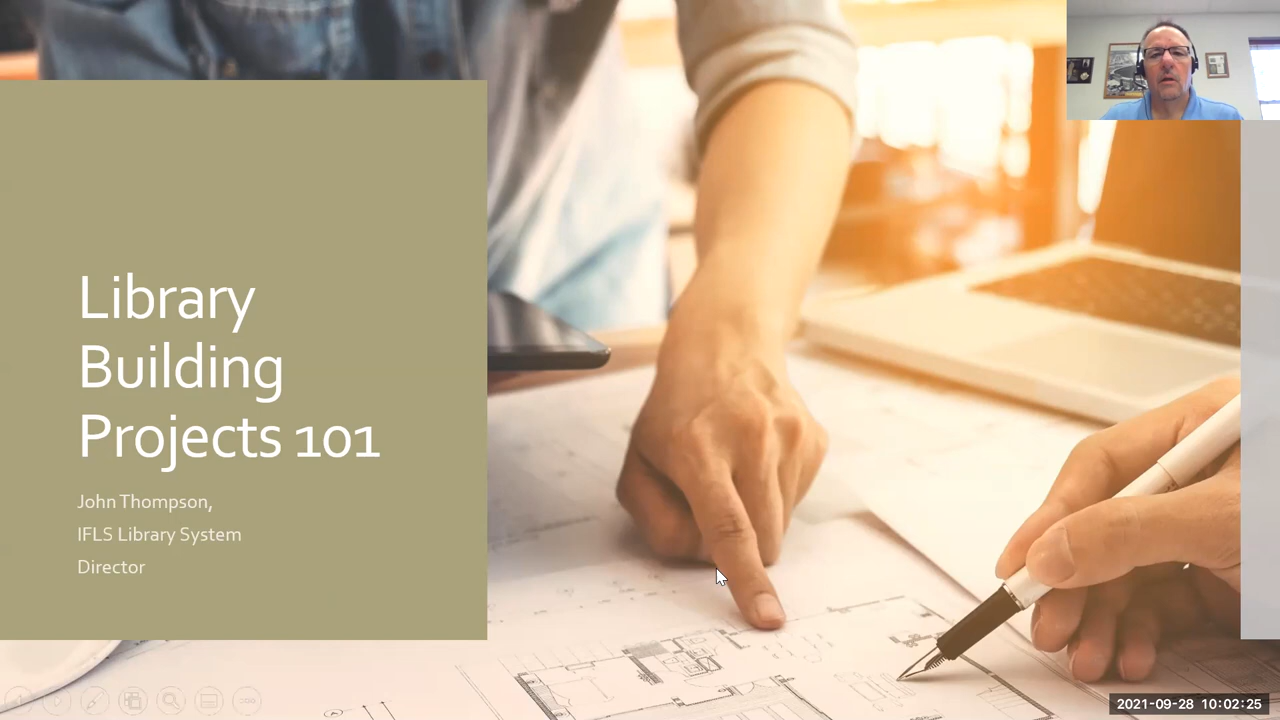 Library
Building
Projects 101
John Thompson,
IFLS Library System
Director
2021-09-28 10:02:25